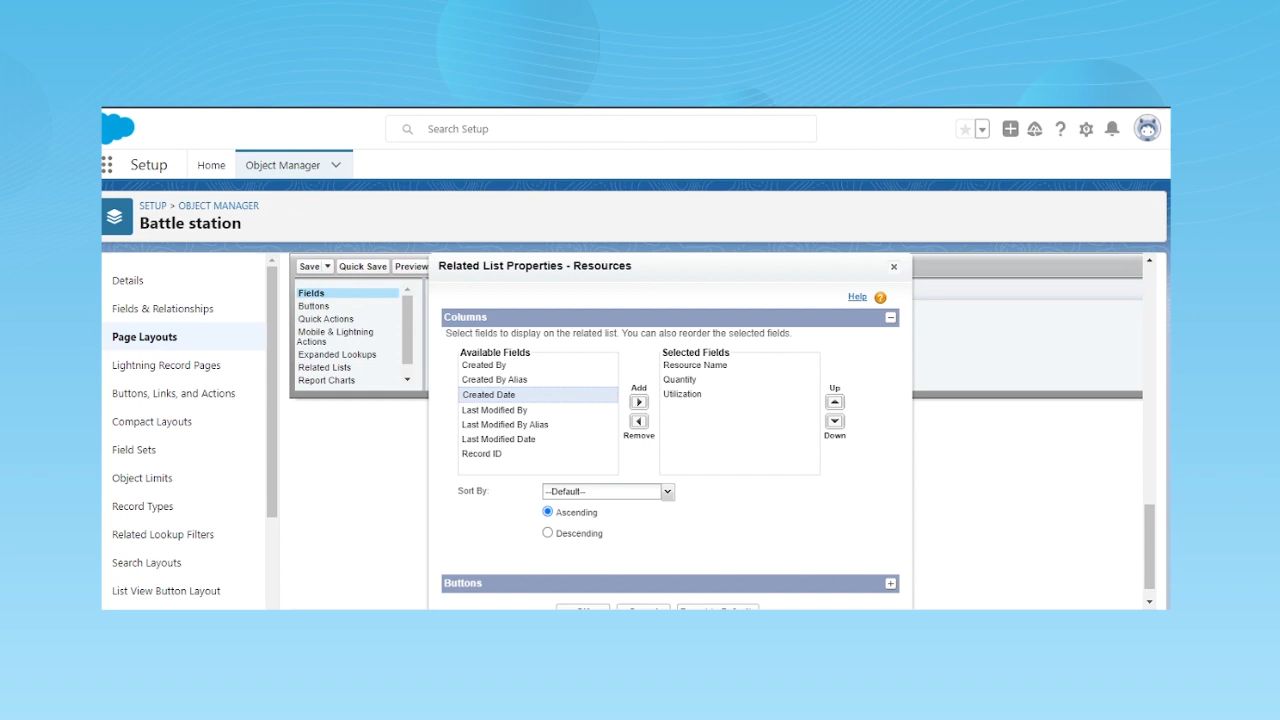 Search Setup
Setup
Home
Object Manager
SETUP > OBJECT MANAGER
Battle station
Details
Fields & Relationships
Page Layouts
Lightning Record Pages
Buttons, Links, and Actions
Compact Layouts
Field Sets
Object Limits
Record Types
Related Lookup Filters
Search Layouts
List View Button Layout
Save
Quick Save
Preview
Fields
Buttons
Quick Actions
Mobile & Lightning
Actions
Expanded Lookups
Related Lists
Report Charts
Related List Properties - Resources
Help
Columns
Select fields to display on the related list. You can also reorder the selected fields.
Available Fields
Created By
Created By Alias
Created Date
Last Modified By
Last Modified By Alias
Last Modified Date
Record ID
Add
Remove
Selected Fields
Resource Name
Quantity
Utilization
Up
Down
Sort By:
--Default--
Ascending
Descending
Buttons